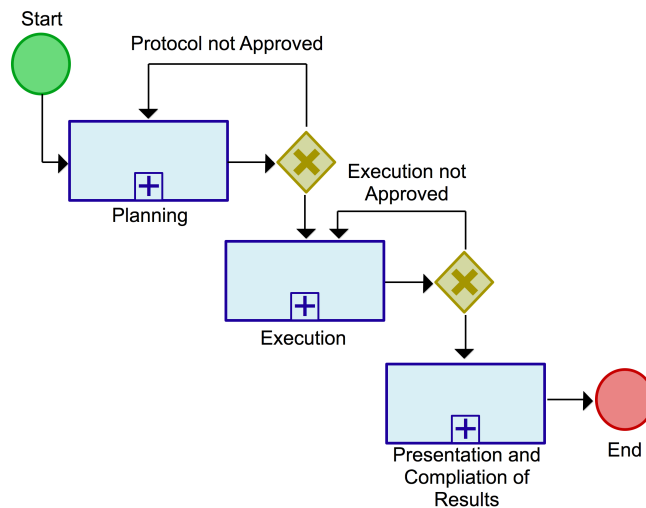 Start
Protocol not Approved
Planning
Execution not
Approved
Execution
Presentation and
Compliation of
Results
End